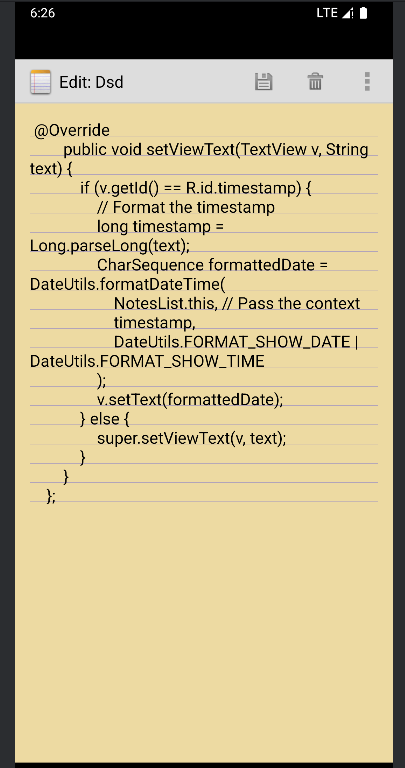 6:26 LTE
Edit: Dsd
@Override
public void setViewText(TextView v, String
text) {
if (v.getId() == R.id.timestamp) {
// Format the timestamp
long timestamp =
Long.parseLong(text);
CharSequence formattedDate =
DateUtils.formatDateTime(
NotesList.this, // Pass the context
timestamp,
DateUtils.FORMAT_SHOW_DATE |
DateUtils.FORMAT_SHOW_TIME
);
v.setText(formattedDate);
} else {
super.setViewText(v, text);
}
}
};